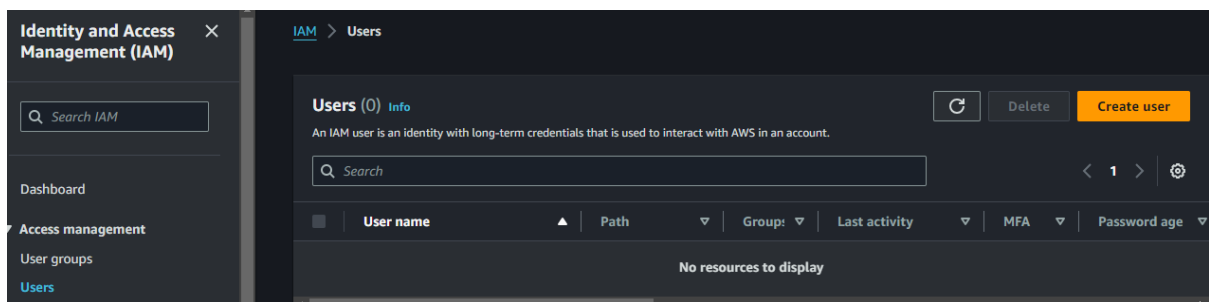 Identity and Access
Management (IAM)
Search IAM
Dashboard
Access management
User groups
Users
IAM > Users
Users (0) Info
Delete
Create user
An IAM user is an identity with long-term credentials that is used to interact with AWS in an account.
Search
1
User name
Path
Group:
Last activity
MFA
Password age
No resources to display